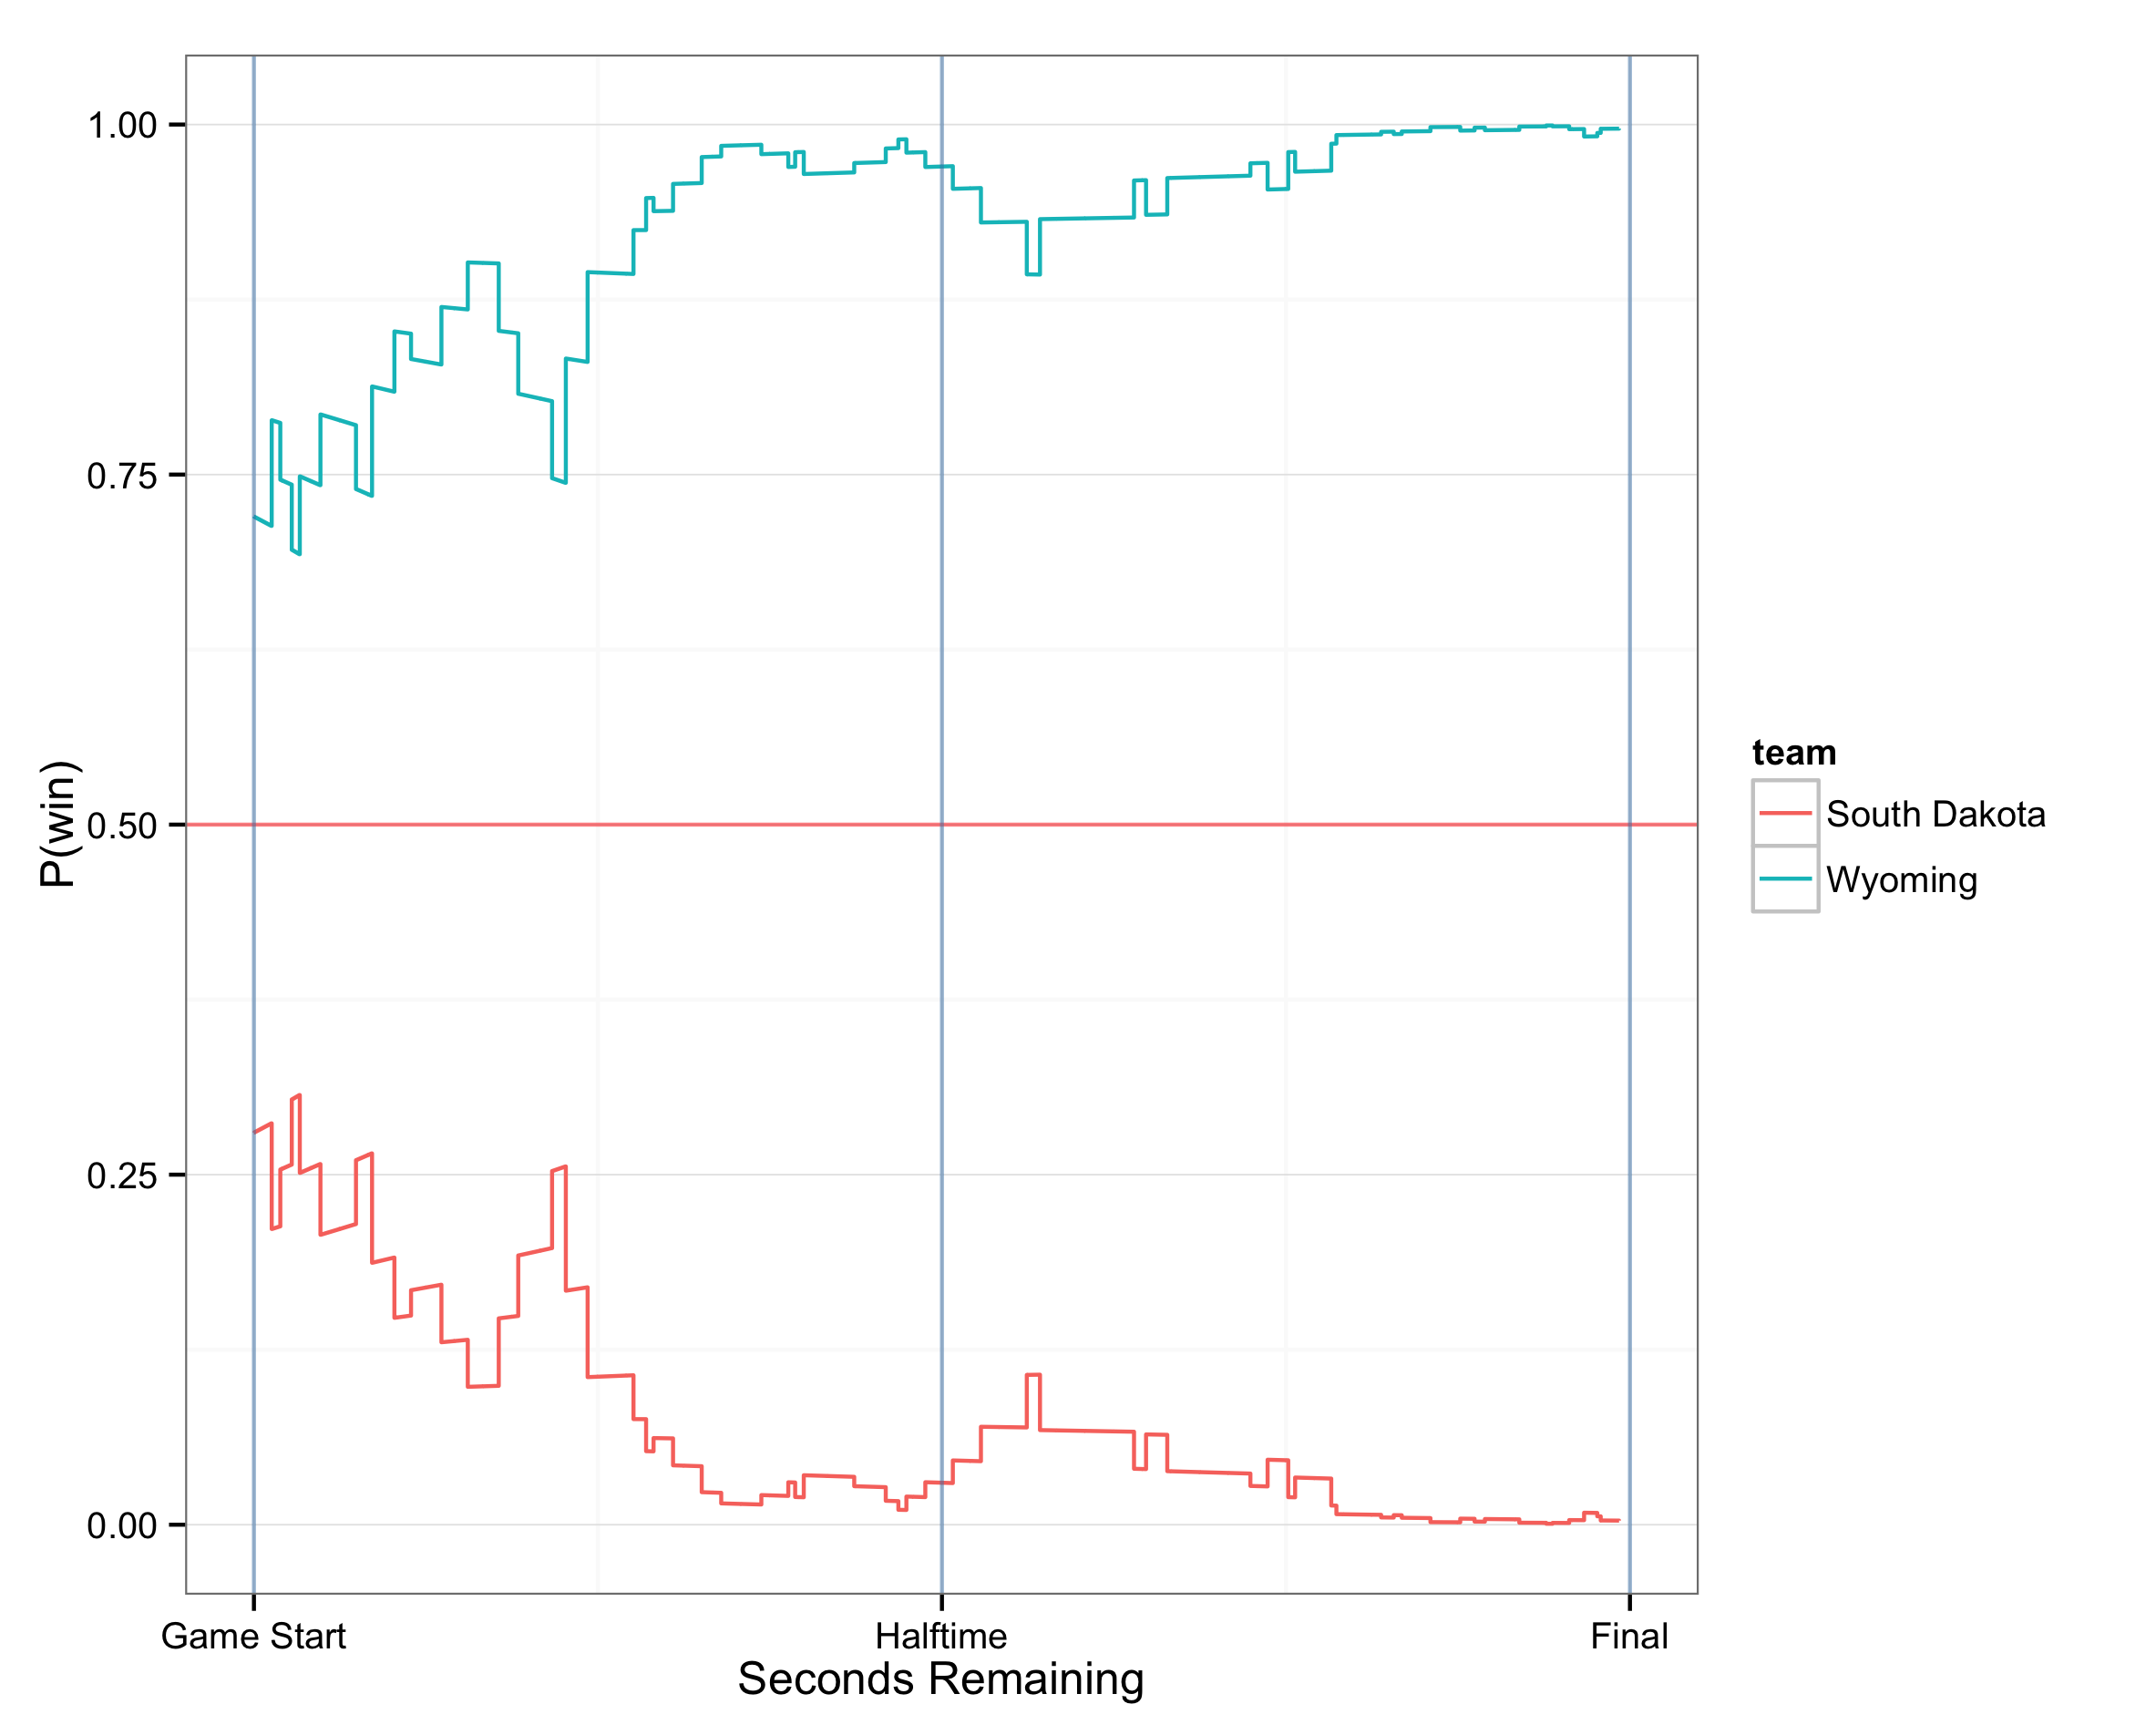 1.00
0.75
0.50
0.25
0.00
P(win)
Game Start
Halftime
Final
Seconds Remaining
team
South Dakota
Wyoming